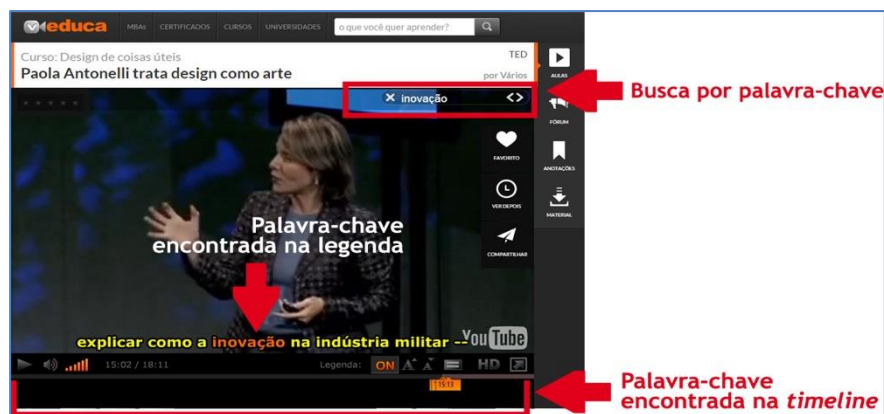 veduca MBAs CERTIFICADOS CURSOS UNIVERSIDADES o que você quer aprender?
Curso: Design de coisas úteis TED
Paola Antonelli trata design como arte por Vários
AULAS
inovação
Busca por palavra-chave
FÓRUM
FAVORITO
ANOTAÇÕES
VER DEPOIS
MATERIAL
Palavra-chave
encontrada na legenda
COMPARTILHAR
explicar como a inovação na indústria militar --
YouTube
15:02 / 18:11 Legenda: ON A A HD
15:13
Palavra-chave
encontrada na timeline